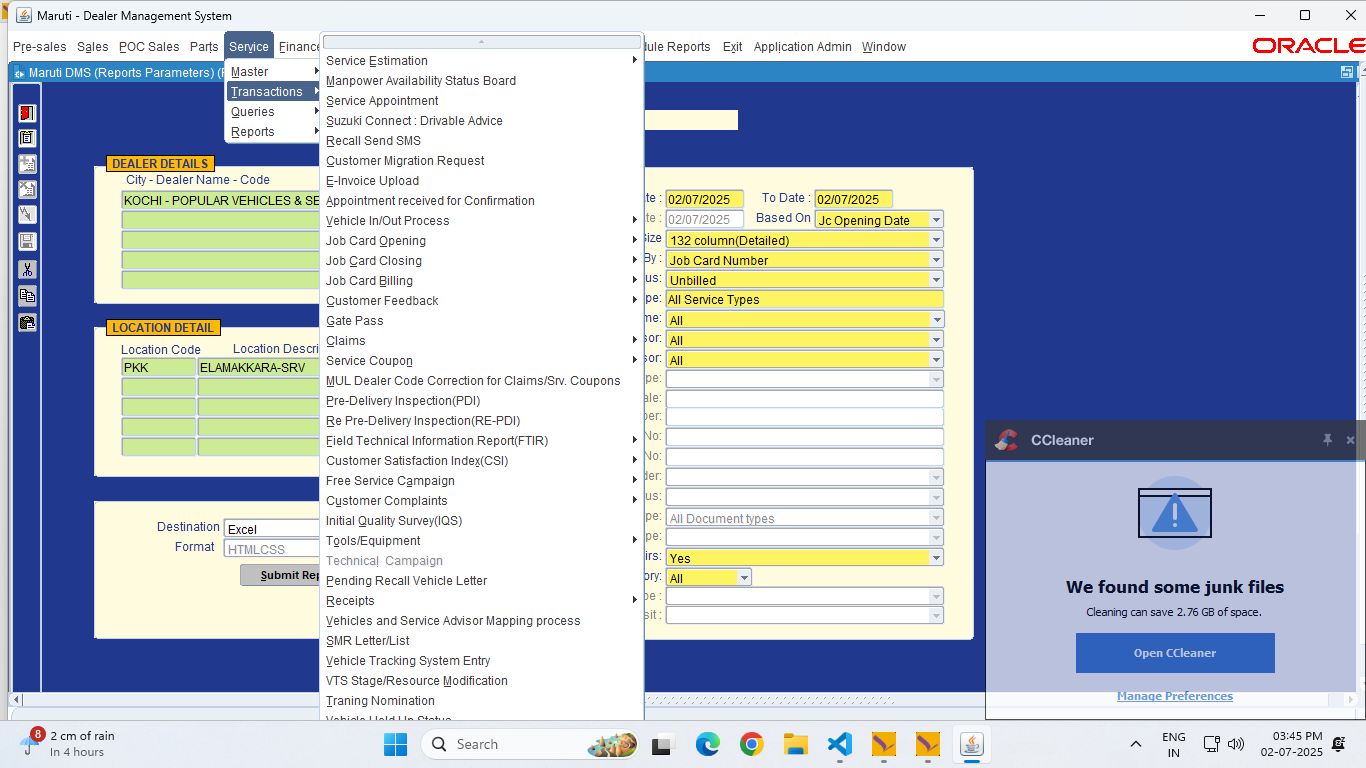 Maruti - Dealer Management System
Pre-sales Sales POC Sales Parts Service Finance dule Reports Exit Application Admin Window
ORACLE
Maruti DMS (Reports Parameters)
Master
Transactions
Queries
Reports
Service Estimation
Manpower Availability Status Board
Service Appointment
Suzuki Connect : Drivable Advice
Recall Send SMS
Customer Migration Request
E-Invoice Upload
Appointment received for Confirmation
Vehicle In/Out Process
Job Card Opening
Job Card Closing
Job Card Billing
Customer Feedback
Gate Pass
Claims
Service Coupon
MUL Dealer Code Correction for Claims/Srv. Coupons
Pre-Delivery Inspection(PDI)
Re Pre-Delivery Inspection(RE-PDI)
Field Technical Information Report(FTIR)
Customer Satisfaction Index(CSI)
Free Service Campaign
Customer Complaints
Initial Quality Survey(IQS)
Tools/Equipment
Technical Campaign
Pending Recall Vehicle Letter
Receipts
Vehicles and Service Advisor Mapping process
SMR Letter/List
Vehicle Tracking System Entry
VTS Stage/Resource Modification
Traning Nomination
Vehicle Held Up Status
DEALER DETAILS
City - Dealer Name - Code
KOCHI - POPULAR VEHICLES & SE
LOCATION DETAIL
Location Code Location Descri
PKK ELAMAKKARA-SRV
Destination Excel
Format HTMLCSS
Submit Rep
te : 02/07/2025 To Date : 02/07/2025
te : 02/07/2025 Based On Jc Opening Date
Size 132 column(Detailed)
By : Job Card Number
us: Unbilled
pe: All Service Types
me: All
sor: All
sor: All
pe:
ale:
ber:
No:
No:
der:
us:
pe: All Document types
pe:
irs: Yes
ory: All
pe :
sit :
CCleaner
We found some junk files
Cleaning can save 2.76 GB of space.
Open CCleaner
Manage Preferences
8
2 cm of rain
In 4 hours
Search
ENG
IN
03:45 PM
02-07-2025